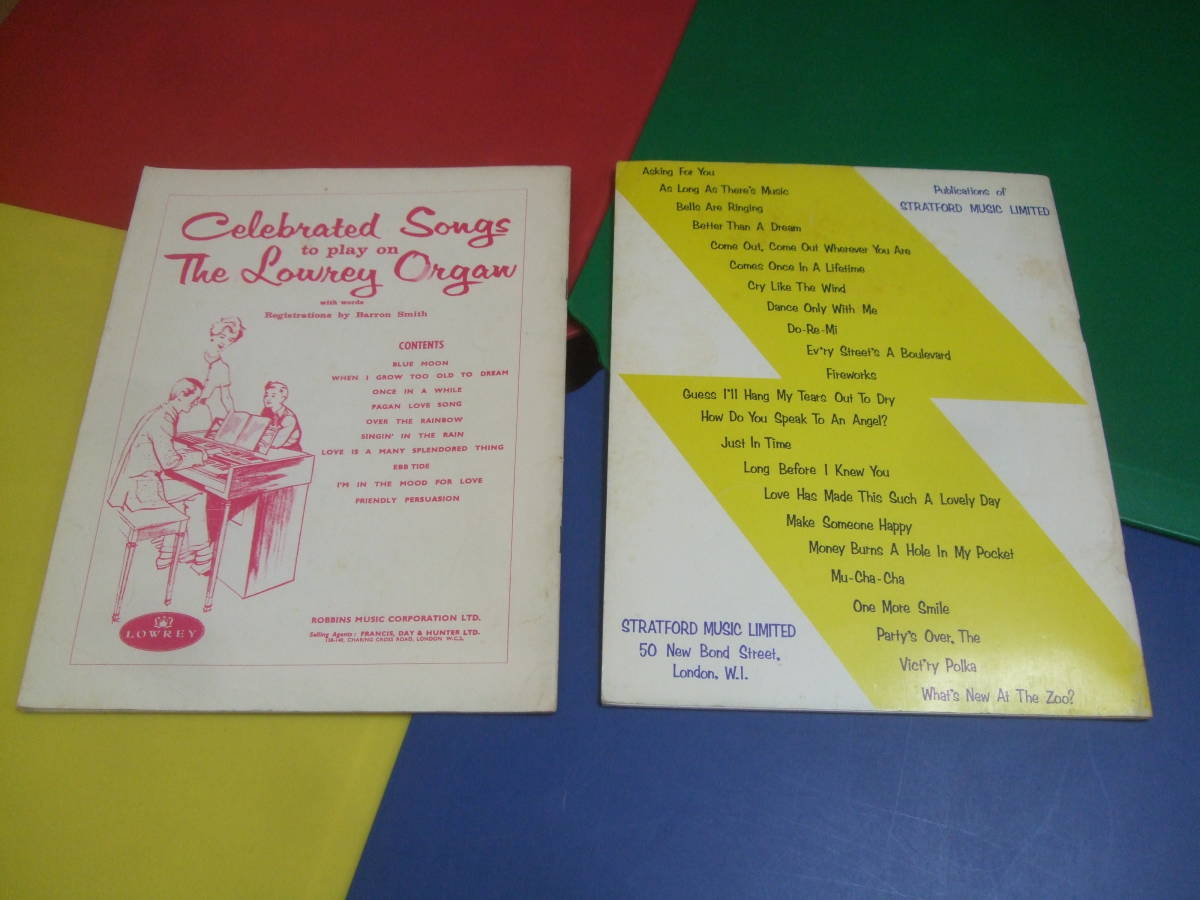 Celebrated Songs
to play on
The Lowrey Organ
with words
Registrations by Barron Smith
CONTENTS
BLUE MOON
WHEN I GROW TOO OLD TO DREAM
ONCE IN A WHILE
PAGAN LOVE SONG
OVER THE RAINBOW
SINGIN' IN THE RAIN
LOVE IS A MANY SPLENDORED THING
EBB TIDE
I'M IN THE MOOD FOR LOVE
FRIENDLY PERSUASION
LOWREY
ROBBINS MUSIC CORPORATION LTD.
Selling Agents: FRANCIS, DAY & HUNTER LTD.
138-140, CHARING CROSS ROAD, LONDON W.C.2.
Asking For You
As Long As There's Music
Bells Are Ringing
Better Than A Dream
Come Out, Come Out Wherever You Are
Comes Once In A Lifetime
Cry Like The Wind
Dance Only With Me
Do-Re-Mi
Ev'ry Street's A Boulevard
Fireworks
Guess I'll Hang My Tears Out To Dry
How Do You Speak To An Angel?
Just In Time
Long Before I Knew You
Love Has Made This Such A Lovely Day
Make Someone Happy
Money Burns A Hole In My Pocket
Mu-Cha-Cha
One More Smile
Party's Over, The
Vict'ry Polka
What's New At The Zoo?
Publications of
STRATFORD MUSIC LIMITED
STRATFORD MUSIC LIMITED
50 New Bond Street,
London, W.1.